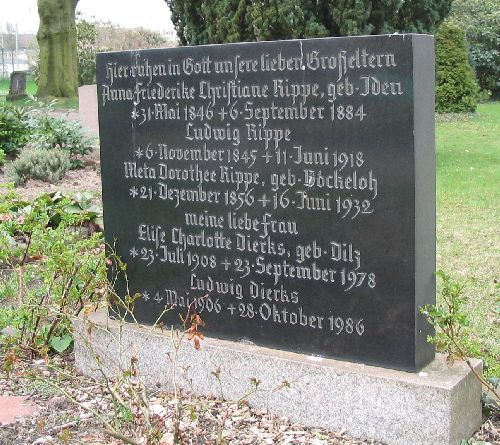 Hier ruhen in Gott unsere lieben Großeltern
Anna Friederike Christiane Rippe, geb. Iden
*31. Mai 1846 + 6. September 1884
Ludwig Rippe
*6. November 1845 + 11. Juni 1918
Meta Dorothee Rippe, geb. Böckeloh
*21. Dezember 1856 + 16. Juni 1932
meine liebe Frau
Elise Charlotte Dierks, geb. Dilz
*23. Juli 1908 + 23. September 1978
Ludwig Dierks
*4. Mai 1906 + 28. Oktober 1986